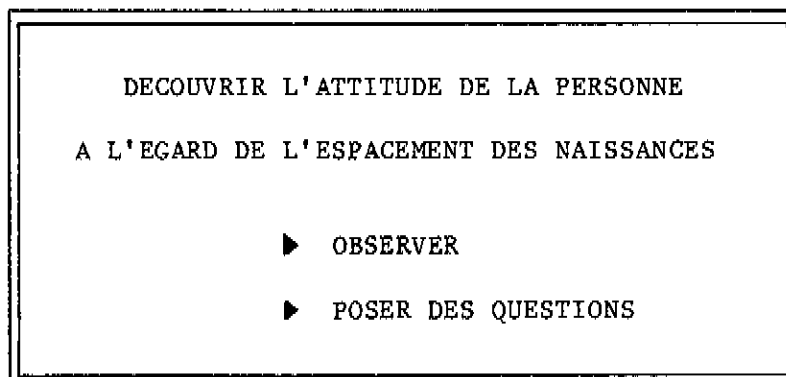 DECOUVRIR L'ATTITUDE DE LA PERSONNE
A L'EGARD DE L'ESPACEMENT DES NAISSANCES
▶ OBSERVER
▶ POSER DES QUESTIONS